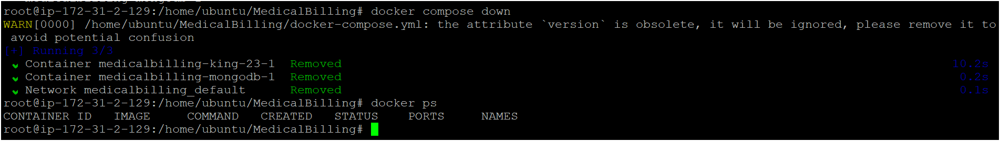 root@ip-172-31-2-129:/home/ubuntu/MedicalBilling# docker compose down
WARN[0000] /home/ubuntu/MedicalBilling/docker-compose.yml: the attribute `version` is obsolete, it will be ignored, please remove it to
avoid potential confusion
[+] Running 3/3
Container medicalbilling-king-23-1 Removed 10.2s
Container medicalbilling-mongodb-1 Removed 0.2s
Network medicalbilling_default Removed 0.1s
root@ip-172-31-2-129:/home/ubuntu/MedicalBilling# docker ps
CONTAINER ID IMAGE COMMAND CREATED STATUS PORTS NAMES
root@ip-172-31-2-129:/home/ubuntu/MedicalBilling#